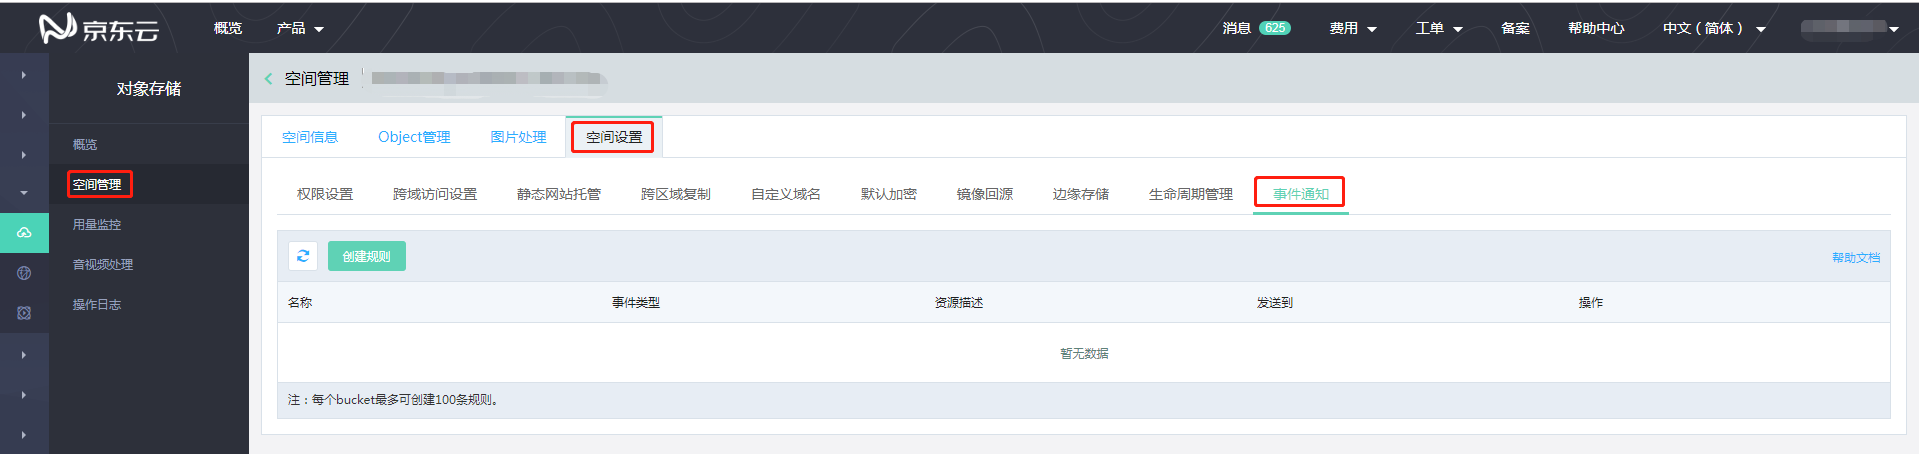 京东云 概览 产品 消息 625 费用 工单 备案 帮助中心 中文（简体）
对象存储
概览
空间管理
用量监控
音视频处理
操作日志
空间管理
空间信息 Object管理 图片处理 空间设置
权限设置 跨域访问设置 静态网站托管 跨区域复制 自定义域名 默认加密 镜像回源 边缘存储 生命周期管理 事件通知
创建规则 帮助文档
名称 事件类型 资源描述 发送到 操作
暂无数据
注：每个bucket最多可创建100条规则。